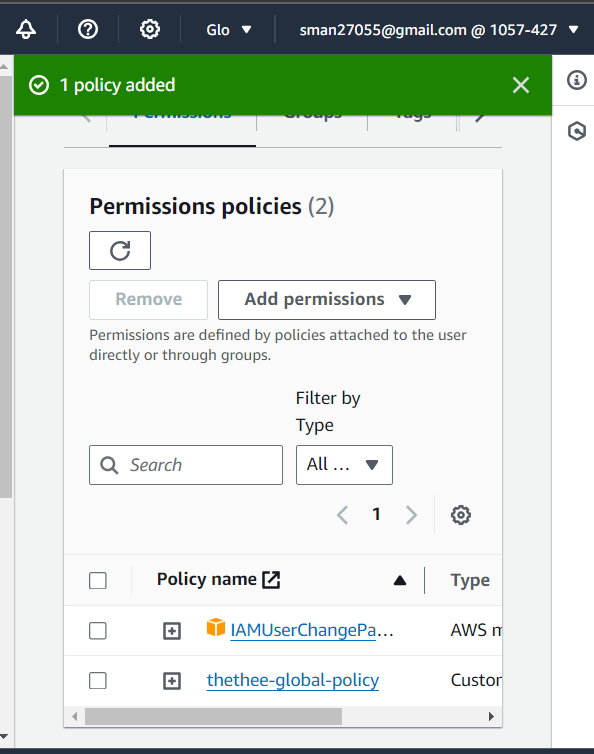 Glo
sman27055@gmail.com @ 1057-427
1 policy added
Permissions
Groups
Tags
Permissions policies (2)
Remove
Add permissions
Permissions are defined by policies attached to the user
directly or through groups.
Filter by
Type
Search
All ...
1
Policy name
Type
IAMUserChangePa...
AWS m
thethee-global-policy
Custor